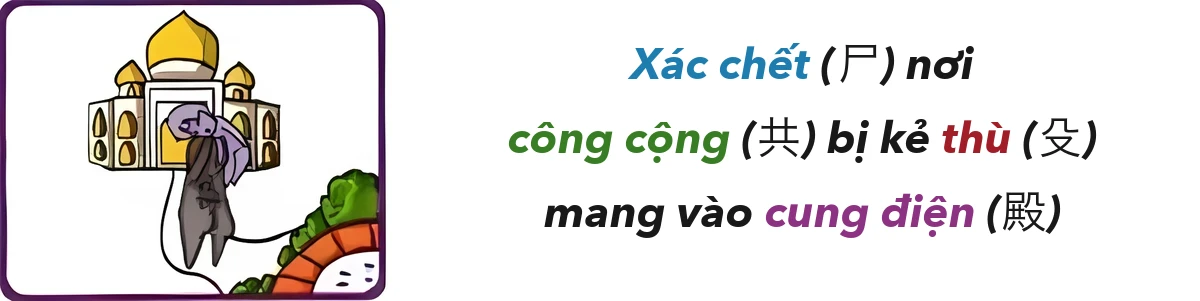 Xác chết (尸) nơi
công cộng (共) bị kẻ thù (殳)
mang vào cung điện (殿)